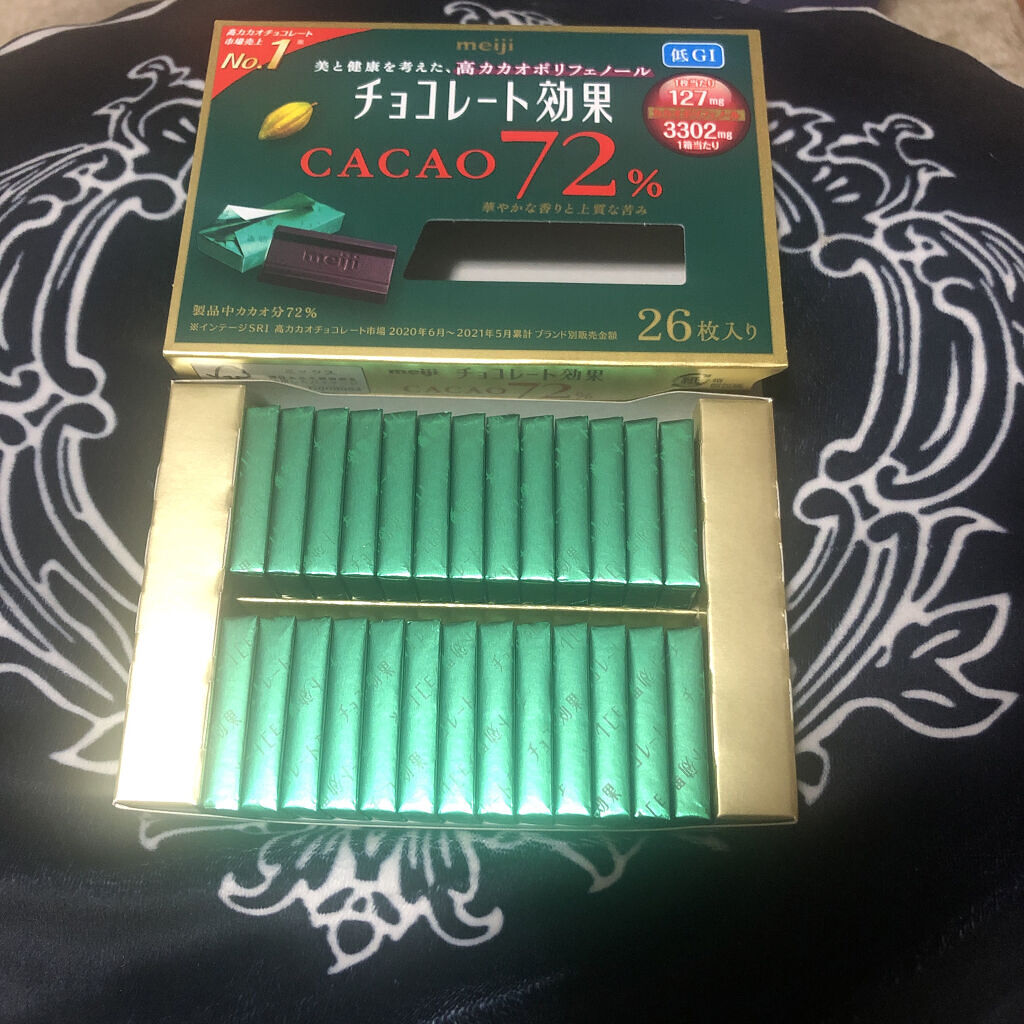 高カカオチョコレート
市場売上
No.1※
meiji
低GI
美と健康を考えた、高カカオポリフェノール
チョコレート効果
CACAO 72%
華やかな香りと上質な苦み
1枚当たり
127mg
3302mg
1箱当たり
meiji
製品中カカオ分72%
※インテージSRI 高カカオチョコレート市場 2020年6月～2021年5月累計 ブランド別販売金額
26枚入り
ミックス
meiji チョコレート効果
CACAO 72%
紙
箱